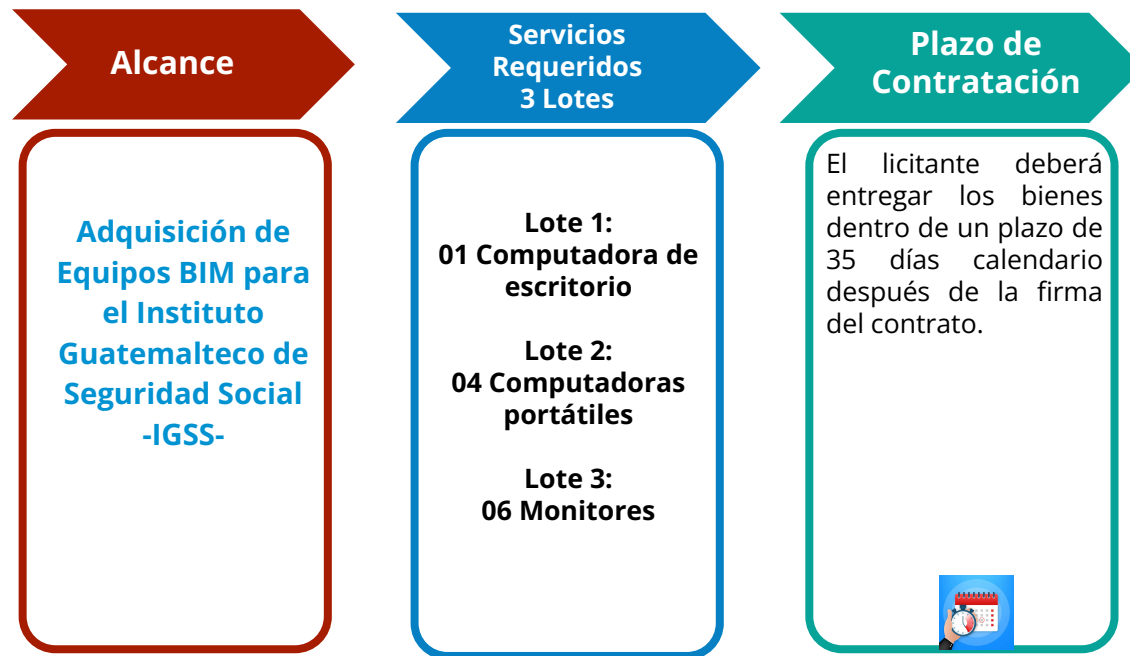 Alcance
Adquisición de
Equipos BIM para
el Instituto
Guatemalteco de
Seguridad Social
-IGSS-
Servicios
Requeridos
3 Lotes
Lote 1:
01 Computadora de
escritorio
Lote 2:
04 Computadoras
portátiles
Lote 3:
06 Monitores
Plazo de
Contratación
El licitante deberá
entregar los bienes
dentro de un plazo de
35 días calendario
después de la firma
del contrato.